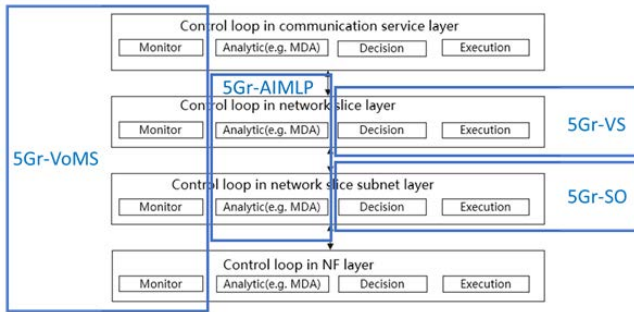 Control loop in communication service layer
Monitor Analytic(e.g. MDA) Decision Execution
5Gr-AIMLP
Control loop in network slice layer
Monitor Analytic(e.g. MDA) Decision Execution
5Gr-VS
5Gr-VoMS
Control loop in network slice subnet layer
5Gr-SO
Monitor Analytic(e.g. MDA) Decision Execution
Control loop in NF layer
Monitor Analytic(e.g. MDA) Decision Execution